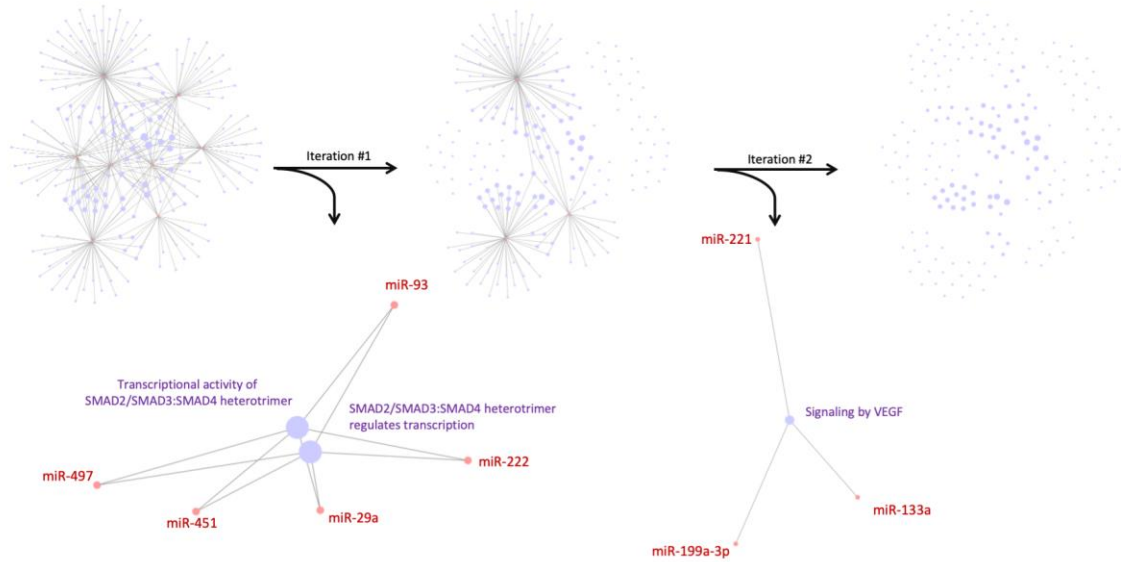 Iteration #1
Iteration #2
miR-221
miR-93
Transcriptional activity of
SMAD2/SMAD3:SMAD4 heterotrimer
SMAD2/SMAD3:SMAD4 heterotrimer
regulates transcription
Signaling by VEGF
miR-497
miR-222
miR-451
miR-29a
miR-133a
miR-199a-3p